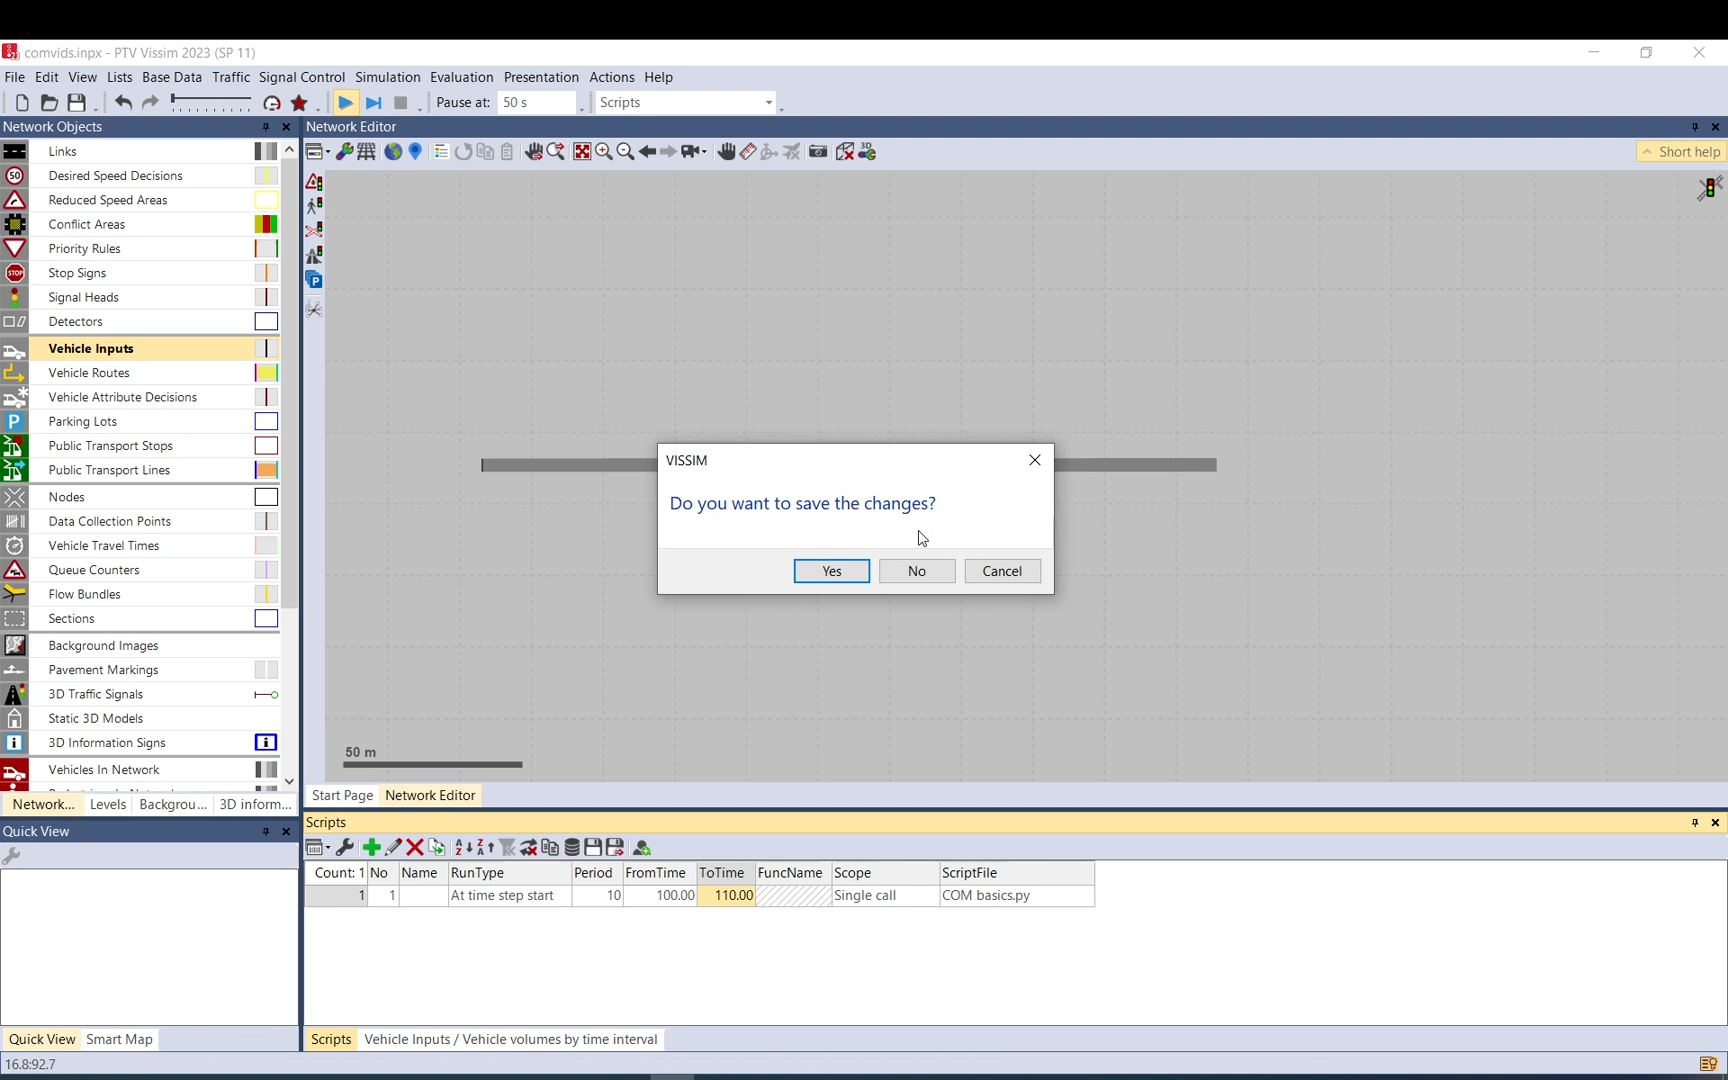 comvids.inpx - PTV Vissim 2023 (SP 11)
File Edit View Lists Base Data Traffic Signal Control Simulation Evaluation Presentation Actions Help
Pause at: 50 s Scripts
Network Objects
Network Editor
Short help
Links
50 Desired Speed Decisions
Reduced Speed Areas
Conflict Areas
Priority Rules
STOP Stop Signs
Signal Heads
Detectors
Vehicle Inputs
Vehicle Routes
Vehicle Attribute Decisions
P Parking Lots
Public Transport Stops
Public Transport Lines
Nodes
Data Collection Points
Vehicle Travel Times
Queue Counters
Flow Bundles
Sections
Background Images
Pavement Markings
3D Traffic Signals
Static 3D Models
3D Information Signs
Vehicles In Network
Network... Levels Backgrou... 3D inform...
VISSIM
Do you want to save the changes?
Yes No Cancel
50 m
Start Page Network Editor
Quick View
Scripts
Count: 1 No Name RunType Period FromTime ToTime FuncName Scope ScriptFile
1 1 At time step start 10 100.00 110.00 Single call COM basics.py
Quick View Smart Map
Scripts Vehicle Inputs / Vehicle volumes by time interval
16.8:92.7